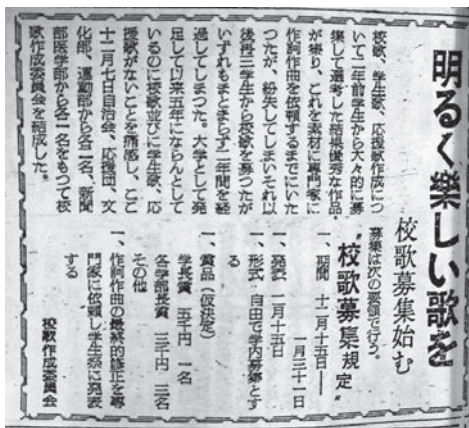 明るく樂しい歌を
校歌募集始む
校歌、学生歌、応援歌作成につ
いて二年前学生から大々的に募
集して選考した結果優秀な作品
が集り、これを素材に専門家に
作詞作曲を依頼するまでにいた
つたが、紛失してしまいそれ以
後再三学生から校歌を募つたが
いずれもまとまらず二年間を経
過してしまつた。大学として発
足して以来五年にならんとして
いるのに校歌並びに学生歌、応
援歌がないことを痛感し、ここ
十二月七日自治会、応援団、文
化部、運動部から各一名、新聞
部医学部から各一名をもつて校
歌作成委員会を結成した。
募集は次の要領で行う。
“校歌募集規定”
一、期間 十二月十五日――
一月三十一日
一、発表 二月十五日
一、形式 自由で学内募とす
る
一、賞品(仮決定)
学長賞 五千円 一名
各学部長賞 三千円 三名
その他
一、作詞作曲の最終的修正を専
門家に依頼し学生祭に発表
する
校歌作成委員会